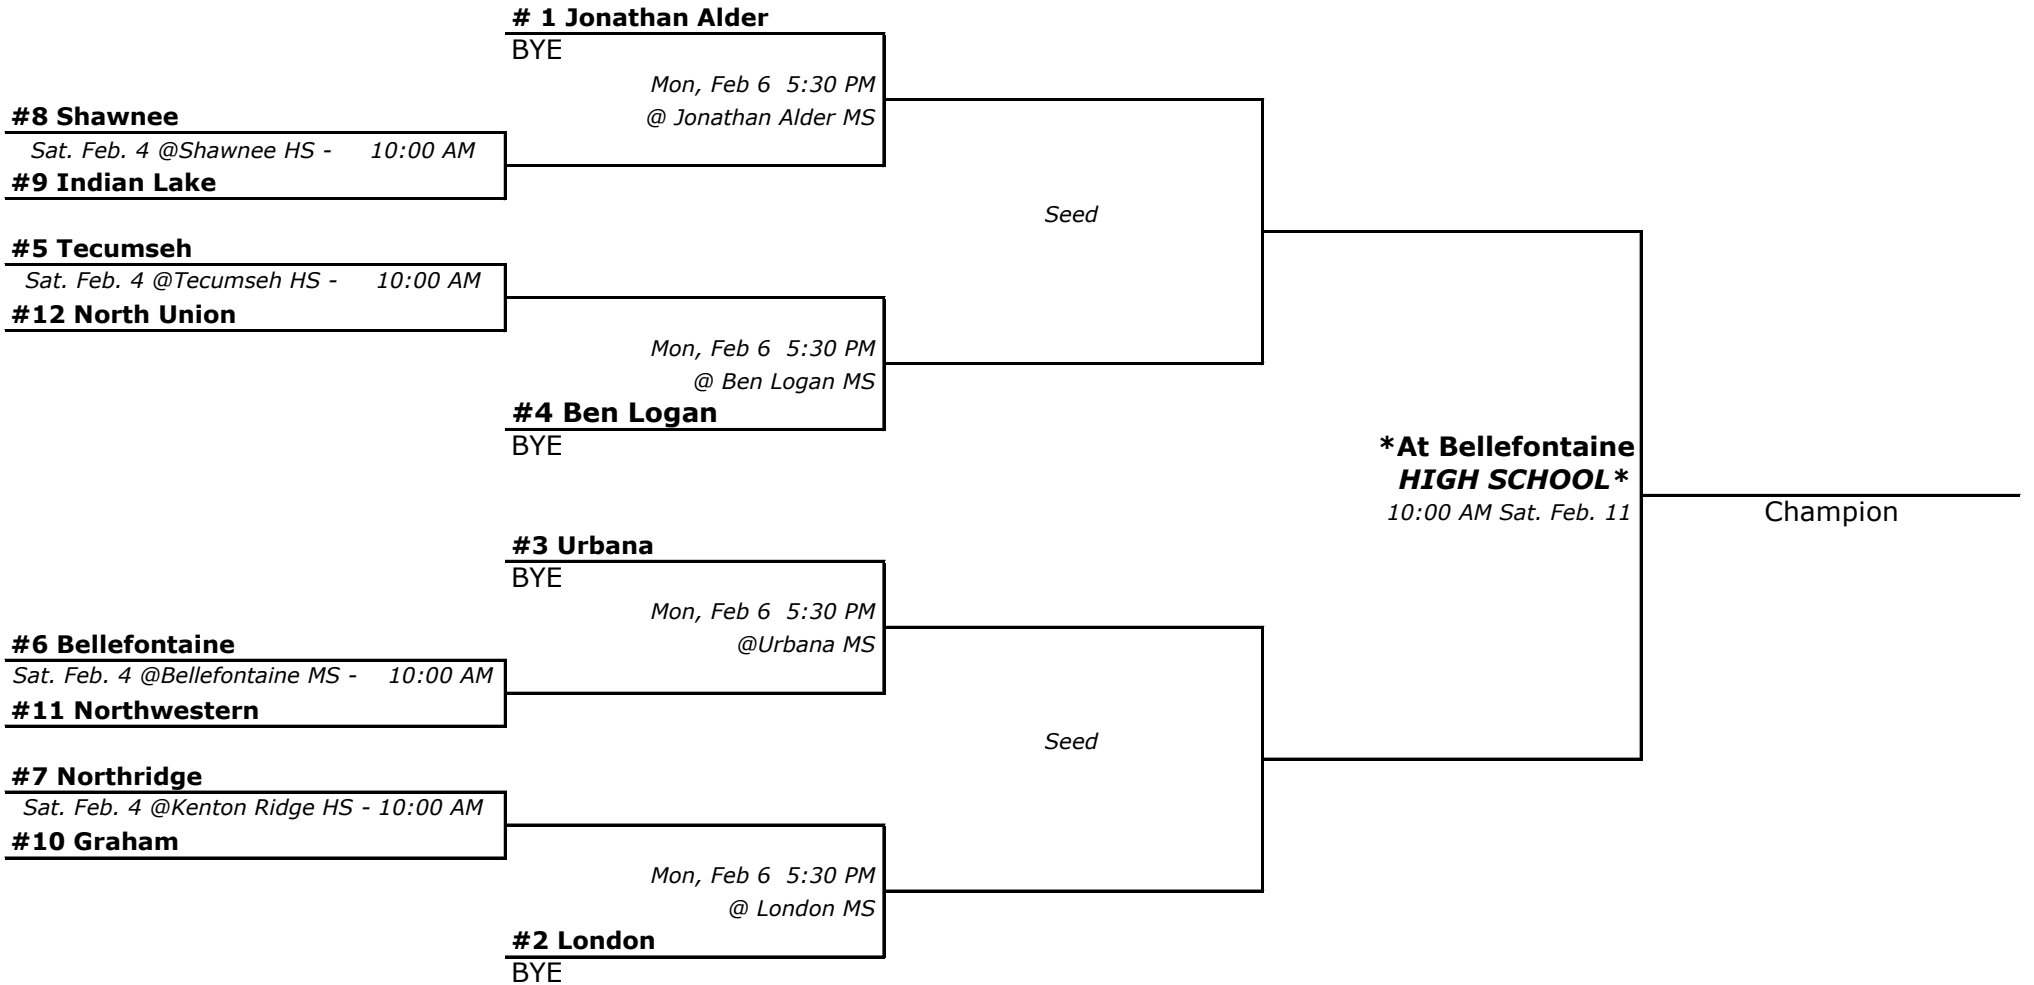 # 1 Jonathan Alder
BYE
Mon, Feb 6 5:30 PM
@ Jonathan Alder MS
#8 Shawnee
Sat. Feb. 4 @Shawnee HS - 10:00 AM
#9 Indian Lake
Seed
#5 Tecumseh
Sat. Feb. 4 @Tecumseh HS - 10:00 AM
#12 North Union
Mon, Feb 6 5:30 PM
@ Ben Logan MS
#4 Ben Logan
BYE
*At Bellefontaine
HIGH SCHOOL*
10:00 AM Sat. Feb. 11
Champion
#3 Urbana
BYE
Mon, Feb 6 5:30 PM
@Urbana MS
#6 Bellefontaine
Sat. Feb. 4 @Bellefontaine MS - 10:00 AM
#11 Northwestern
Seed
#7 Northridge
Sat. Feb. 4 @Kenton Ridge HS - 10:00 AM
#10 Graham
Mon, Feb 6 5:30 PM
@ London MS
#2 London
BYE